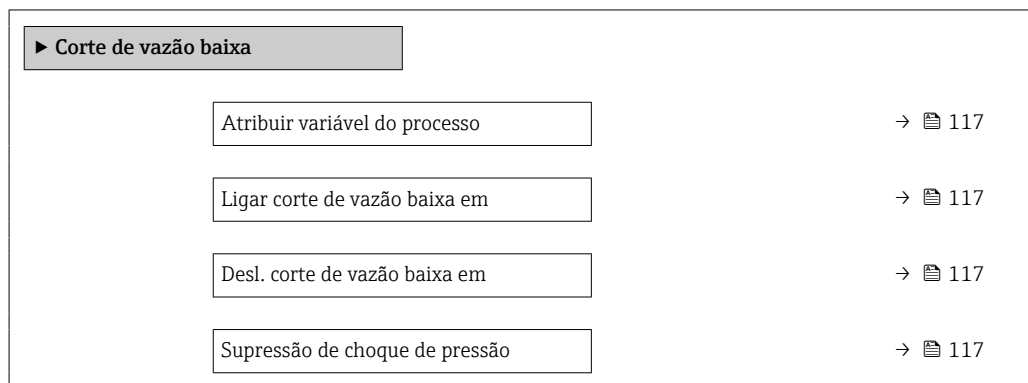 ▶ Corte de vazão baixa
Atribuir variável do processo → 117
Ligar corte de vazão baixa em → 117
Desl. corte de vazão baixa em → 117
Supressão de choque de pressão → 117